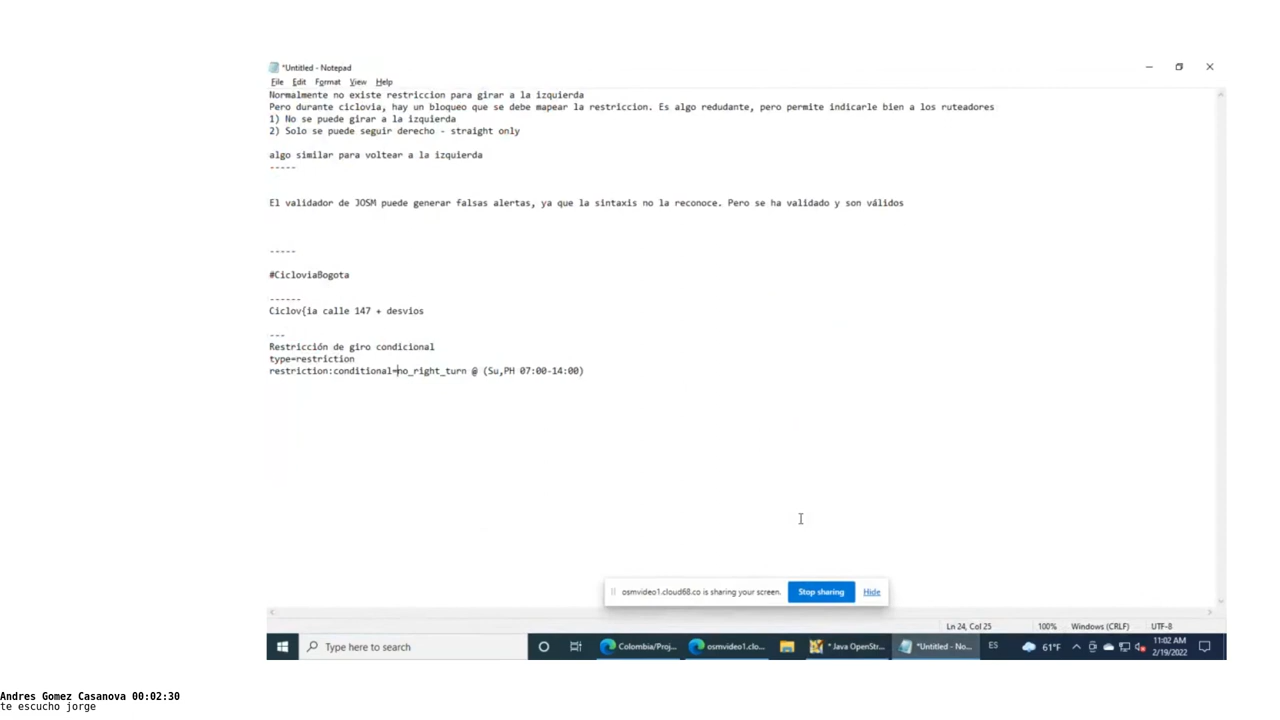 *Untitled - Notepad
File Edit Format View Help
Normalmente no existe restriccion para girar a la izquierda
Pero durante ciclovia, hay un bloqueo que se debe mapear la restriccion. Es algo redudante, pero permite indicarle bien a los ruteadores
1) No se puede girar a la izquierda
2) Solo se puede seguir derecho - straight only
algo similar para voltear a la izquierda
-----
El validador de JOSM puede generar falsas alertas, ya que la sintaxis no la reconoce. Pero se ha validado y son válidos
-----
#CicloviaBogota
------
Ciclov{ia calle 147 + desvios
---
Restricción de giro condicional
type=restriction
restriction:conditional=no_right_turn @ (Su,PH 07:00-14:00)
osmvideo1.cloud68.co is sharing your screen. Stop sharing Hide
Ln 24, Col 25 100% Windows (CRLF) UTF-8
Type here to search Colombia/Proj... osmvideo1.clo... * Java OpenStr... *Untitled - No... ES 61°F 11:02 AM
2/19/2022
Andres Gomez Casanova 00:02:30
te escucho jorge